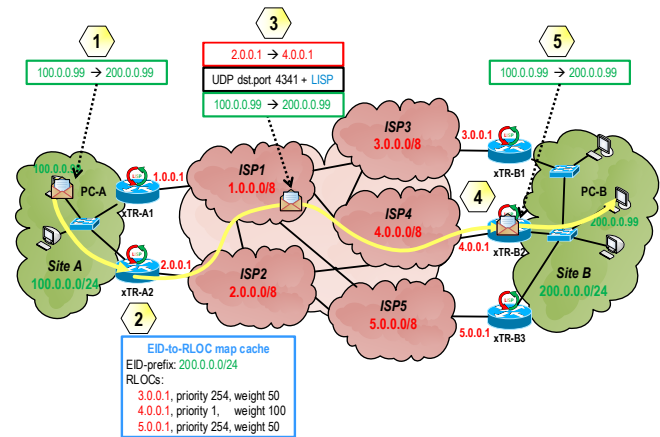 1
3
5
100.0.0.99 → 200.0.0.99
2.0.0.1 → 4.0.0.1
UDP dst.port 4341 + LISP
100.0.0.99 → 200.0.0.99
100.0.0.99 → 200.0.0.99
ISP3
3.0.0.0/8
3.0.0.1
LISP
xTR-B1
PC-A
LISP
1.0.0.1
xTR-A1
ISP1
1.0.0.0/8
PC-B
200.0.0.99
4
ISP4
4.0.0.0/8
4.0.0.1
xTR-B2
Site A
100.0.0.0/24
LISP
2.0.0.1
xTR-A2
ISP2
2.0.0.0/8
Site B
200.0.0.0/24
ISP5
5.0.0.0/8
LISP
5.0.0.1
xTR-B3
2
EID-to-RLOC map cache
EID-prefix: 200.0.0.0/24
RLOCs:
3.0.0.1, priority 254, weight 50
4.0.0.1, priority 1, weight 100
5.0.0.1, priority 254, weight 50